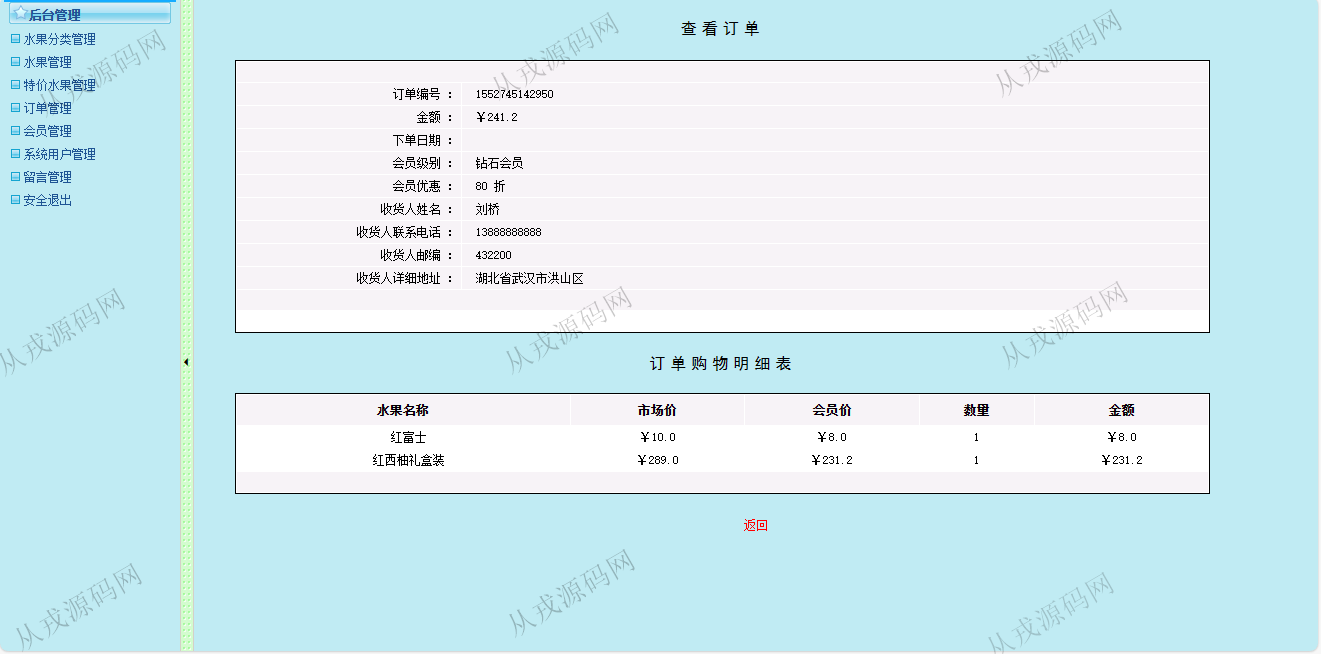 后台管理
水果分类管理
水果管理
特价水果管理
订单管理
会员管理
系统用户管理
留言管理
安全退出
查看订单
订单编号 ： 1552745142950
金额 ： ￥241.2
下单日期 ：
会员级别 ： 钻石会员
会员优惠 ： 80 折
收货人姓名 ： 刘桥
收货人联系电话 ： 13888888888
收货人邮编 ： 432200
收货人详细地址 ： 湖北省武汉市洪山区
订单购物明细表
水果名称 市场价 会员价 数量 金额
红富士 ￥10.0 ￥8.0 1 ￥8.0
红西柚礼盒装 ￥289.0 ￥231.2 1 ￥231.2
返回
从戎源码网
从戎源码网
从戎源码网
从戎源码网
从戎源码网
从戎源码网
从戎源码网
从戎源码网
从戎源码网